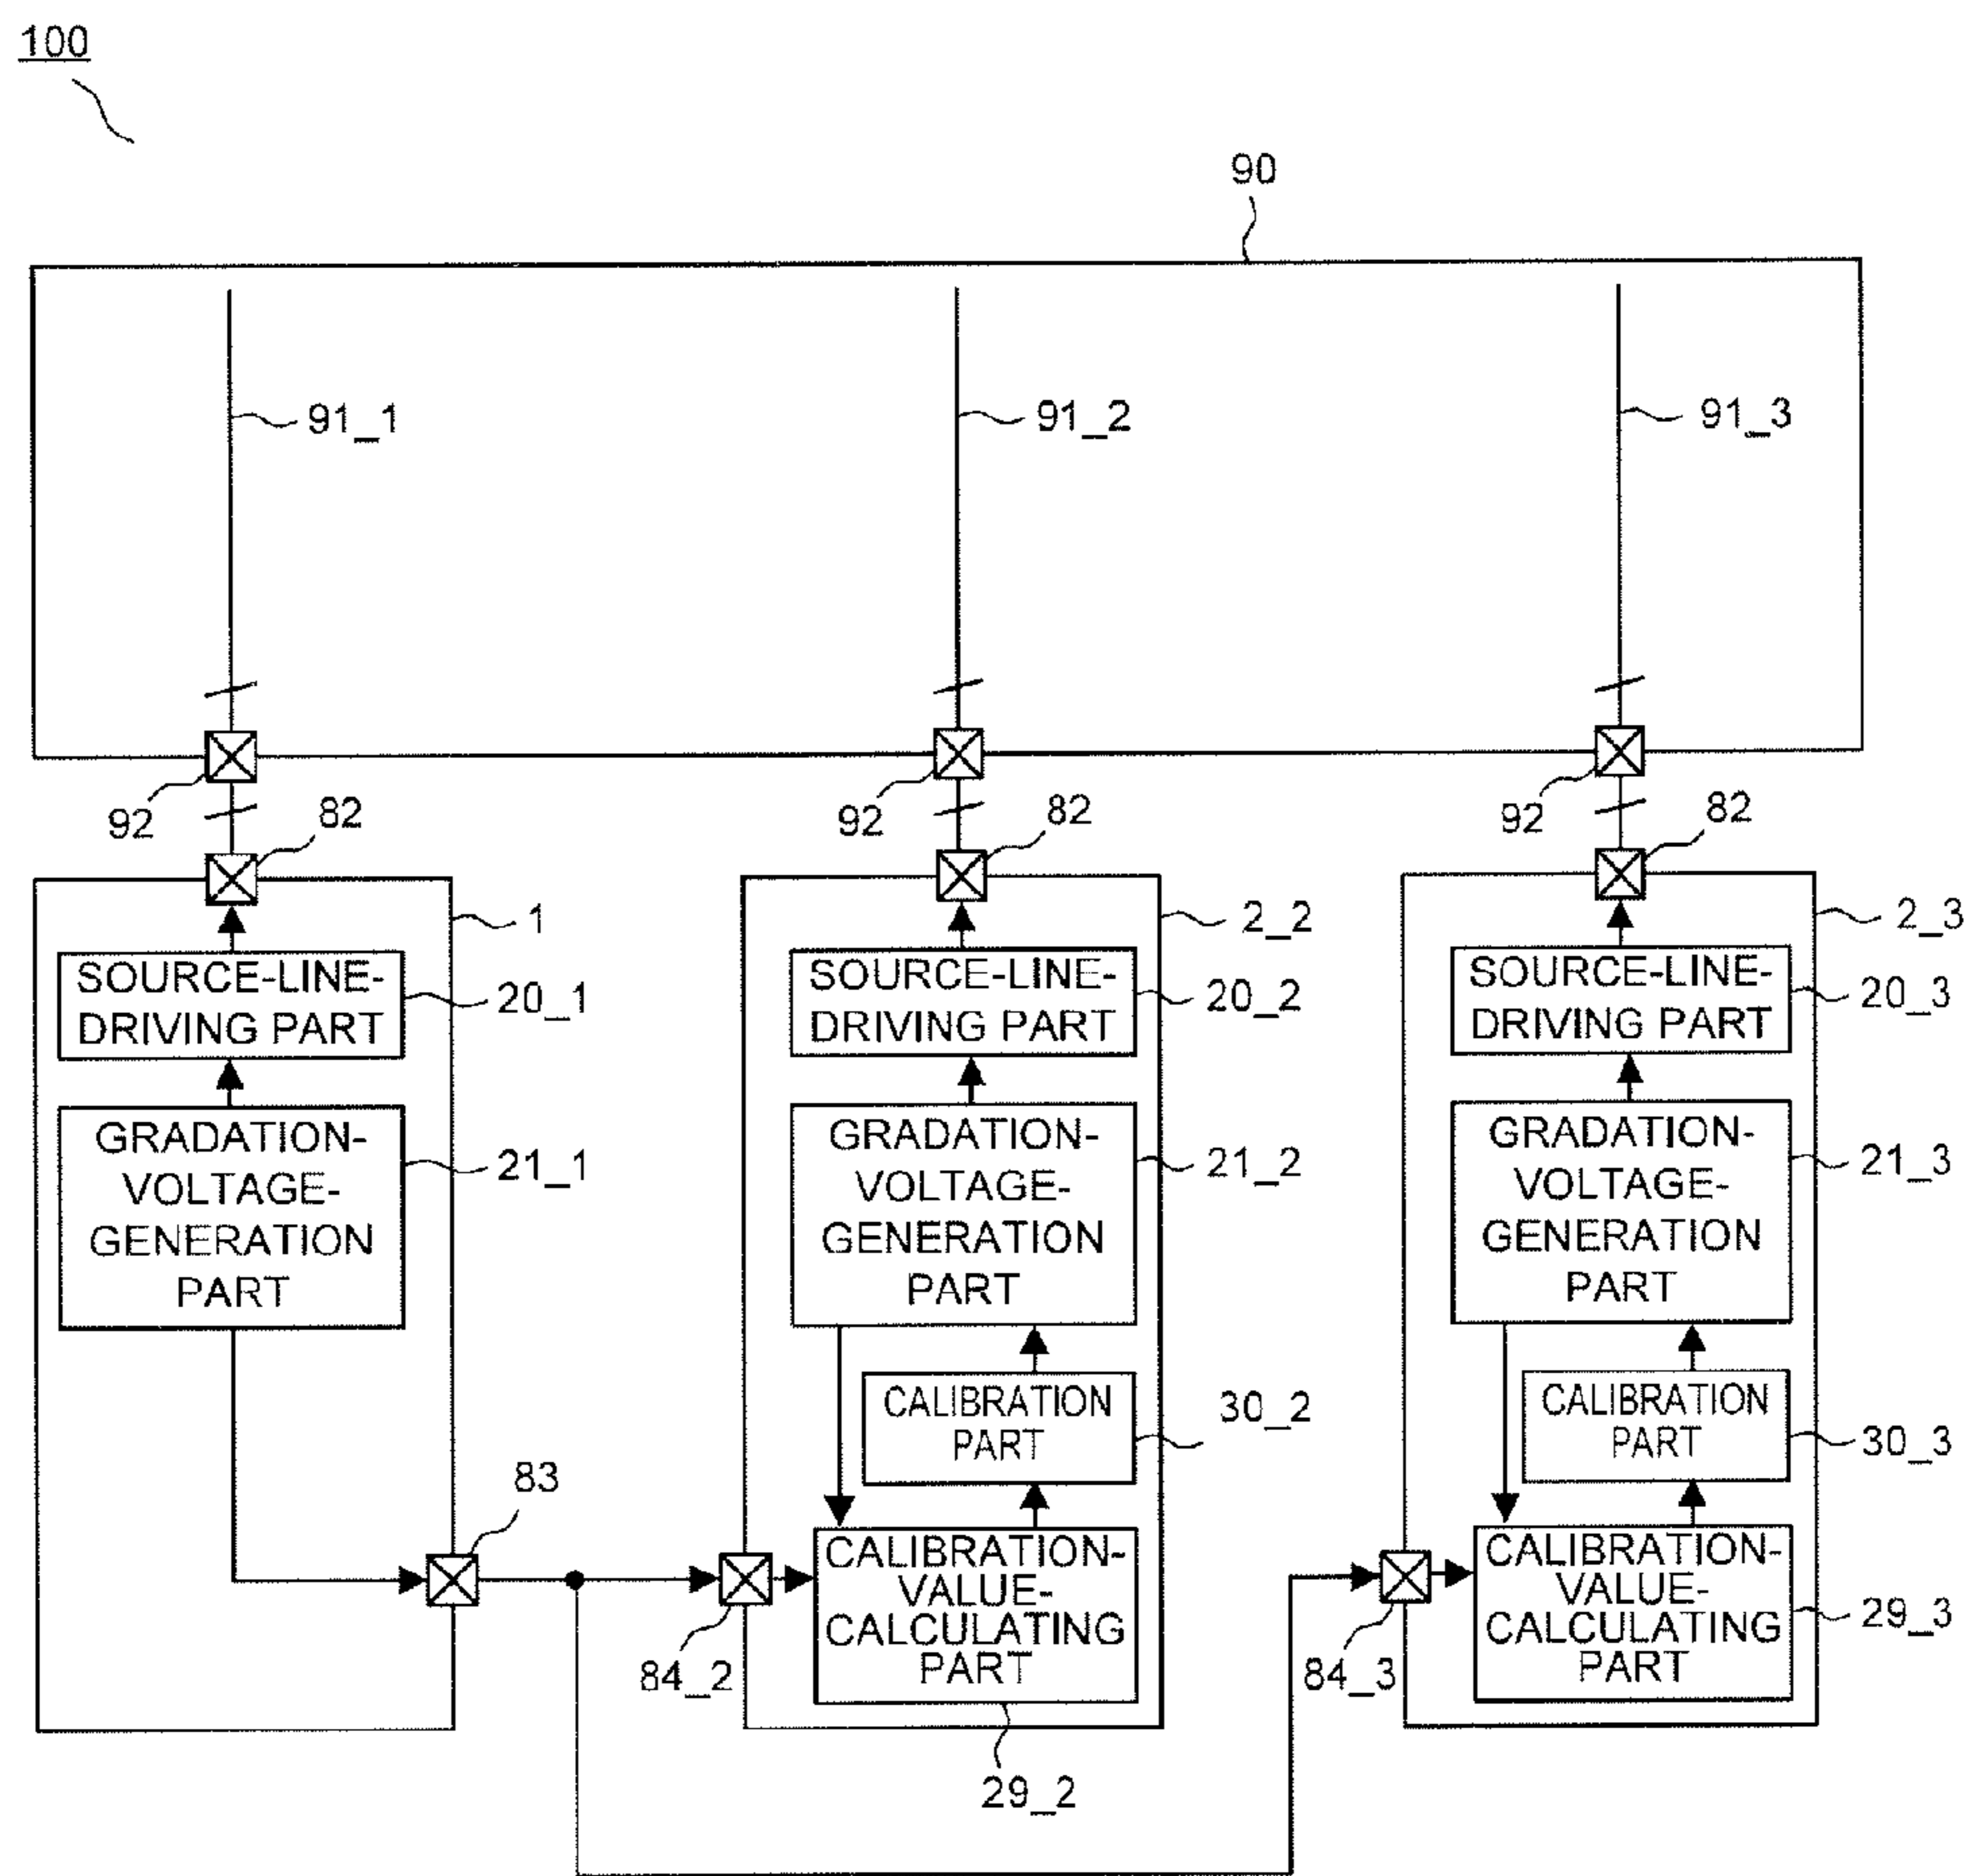 100
90
91_1
91_2
91_3
92
82
92
82
92
82
1
SOURCE-LINE-
DRIVING PART
20_1
GRADATION-
VOLTAGE-
GENERATION
PART
21_1
83
2_2
SOURCE-LINE-
DRIVING PART
20_2
GRADATION-
VOLTAGE-
GENERATION
PART
21_2
CALIBRATION
PART
30_2
CALIBRATION-
VALUE-
CALCULATING
PART
84_2
29_2
2_3
SOURCE-LINE-
DRIVING PART
20_3
GRADATION-
VOLTAGE-
GENERATION
PART
21_3
CALIBRATION
PART
30_3
CALIBRATION-
VALUE-
CALCULATING
PART
29_3
84_3